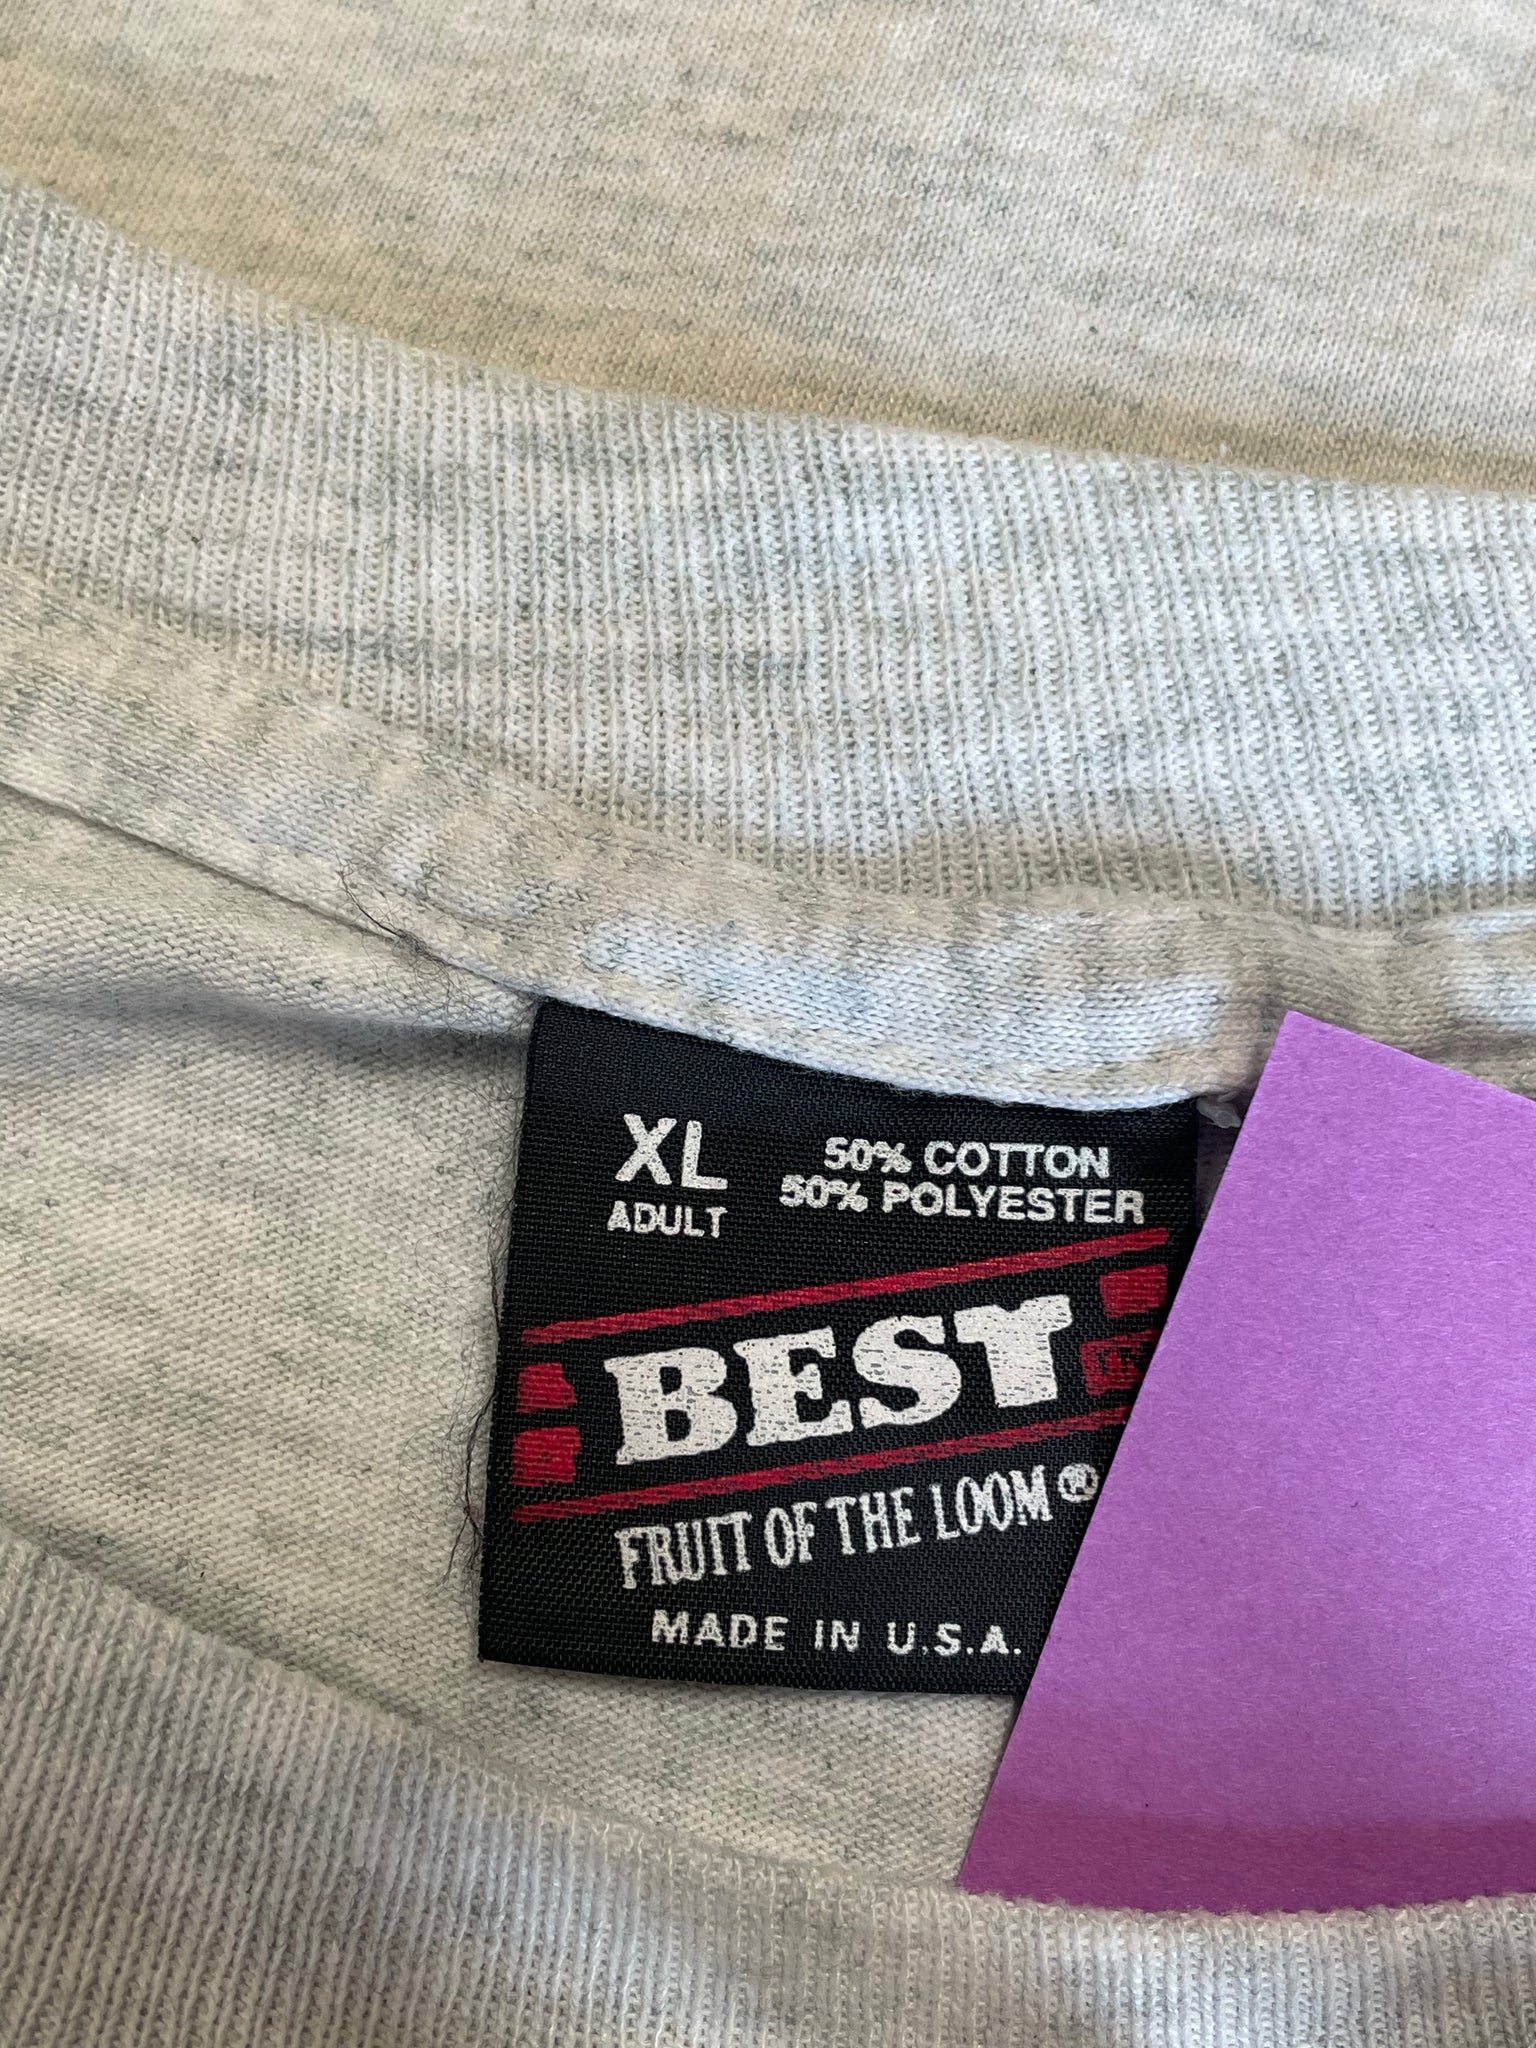 XL
ADULT
50% COTTON
50% POLYESTER
BEST
FRUIT OF THE LOOM®
MADE IN U.S.A.